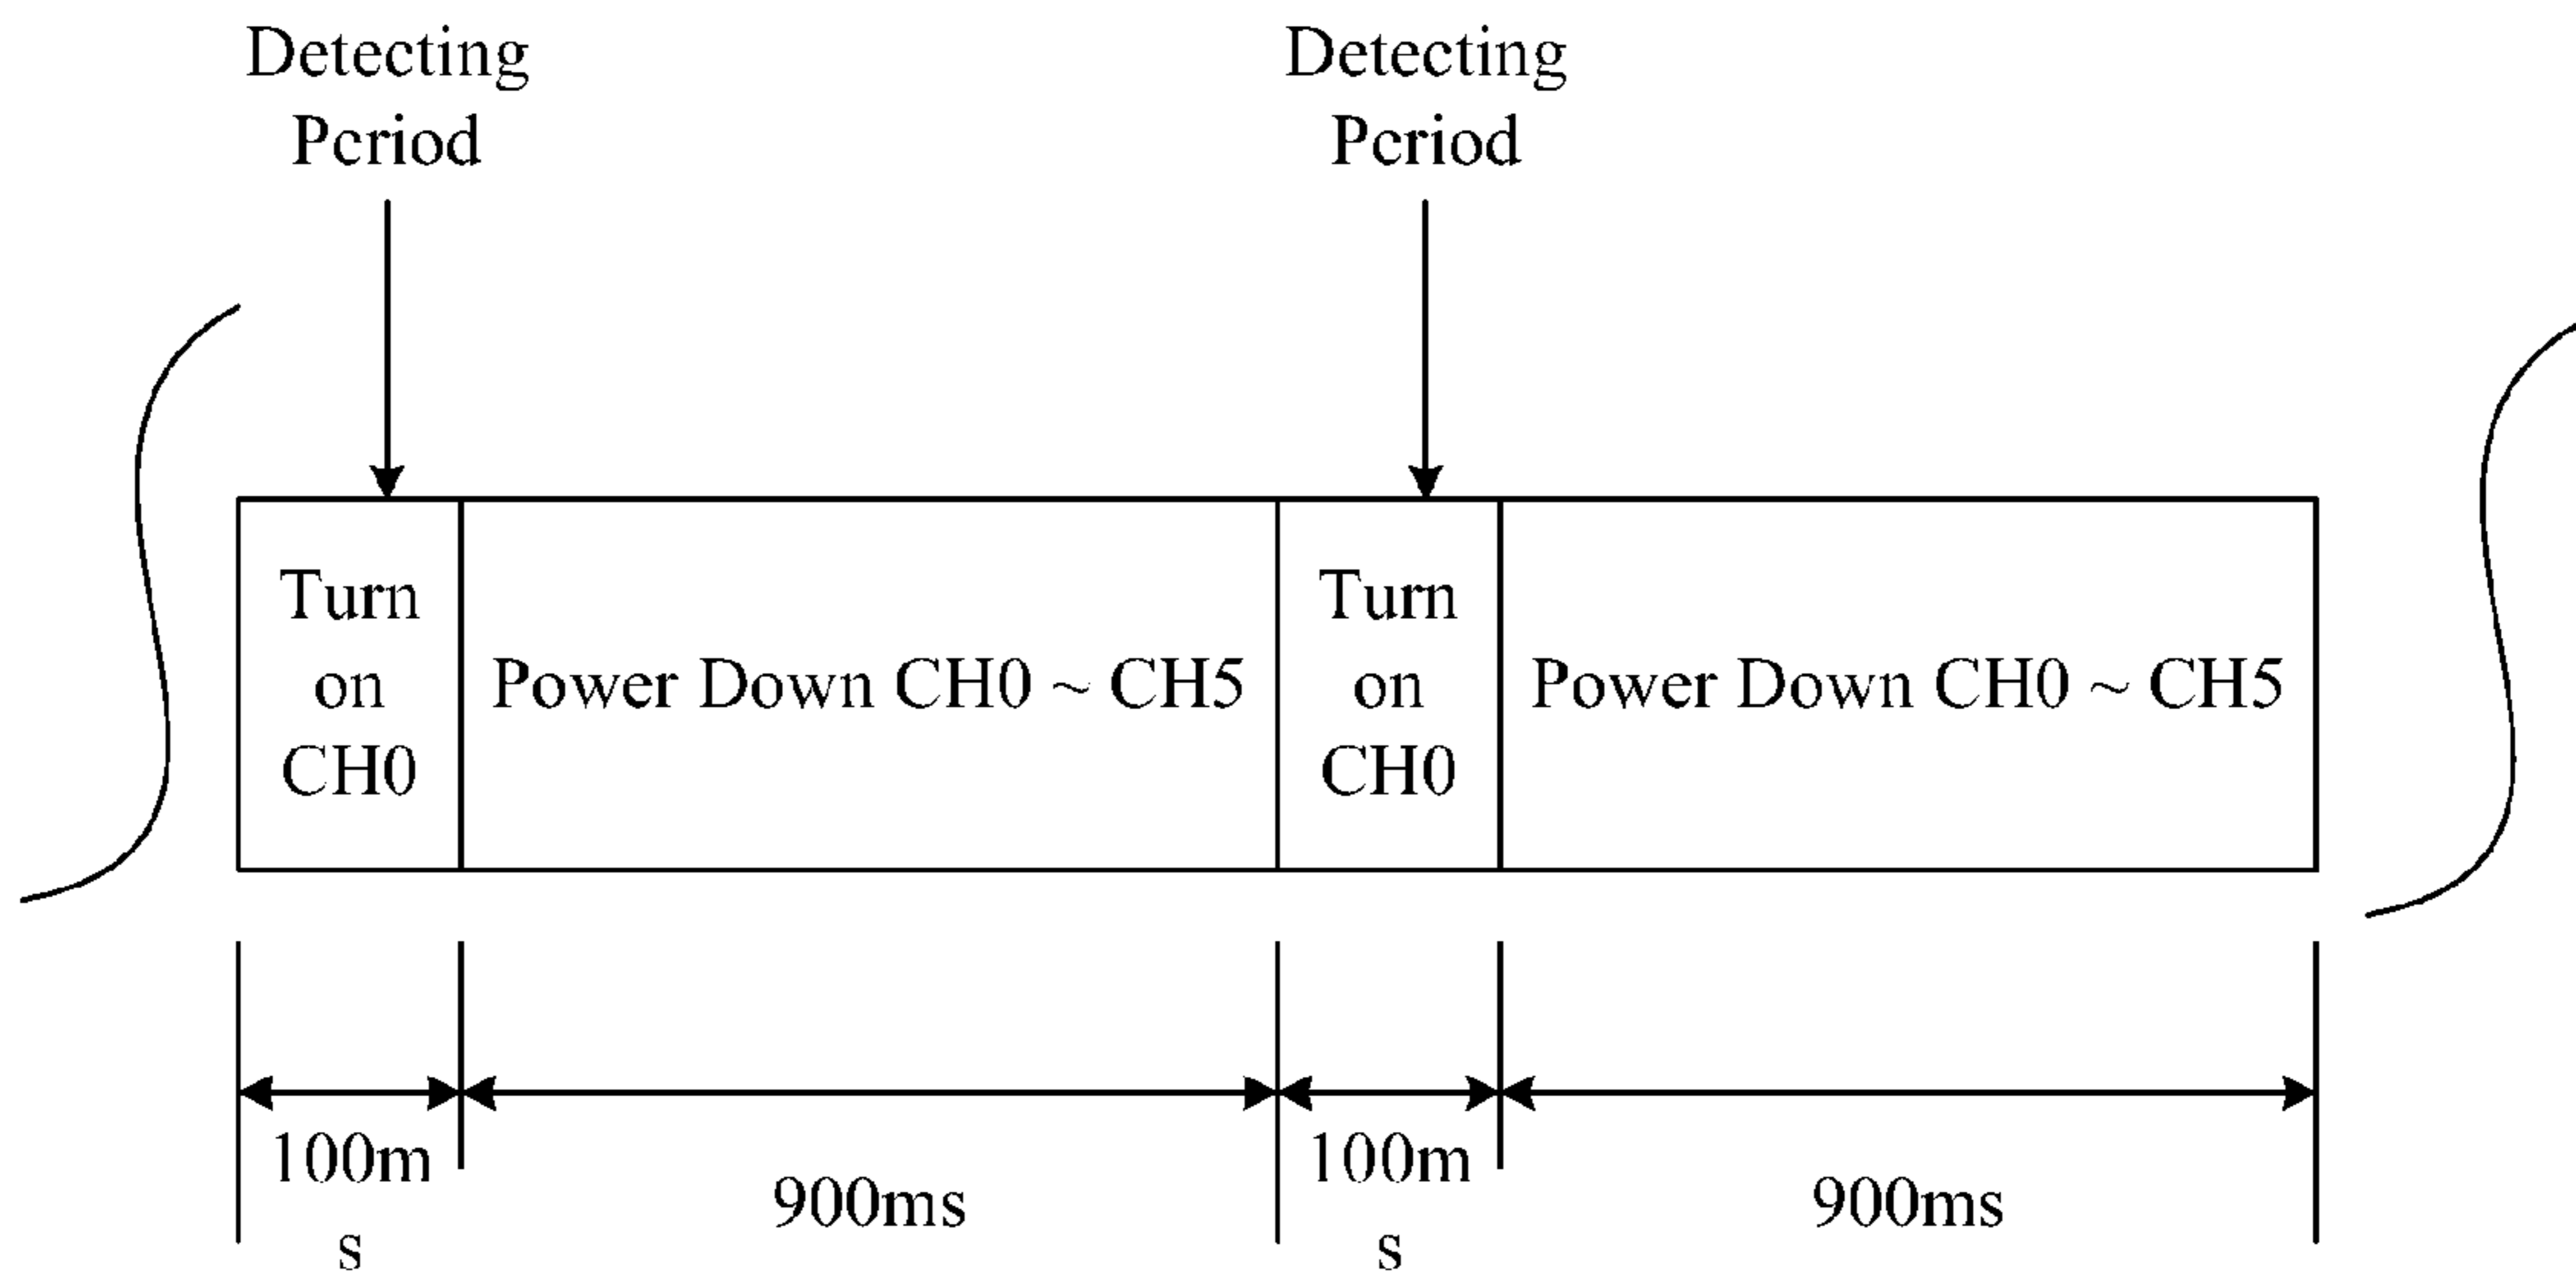 Detecting
Period
Detecting
Period
Turn
on
CH0
Power Down CH0 ~ CH5
Turn
on
CH0
Power Down CH0 ~ CH5
100m
s
900ms
100m
s
900ms